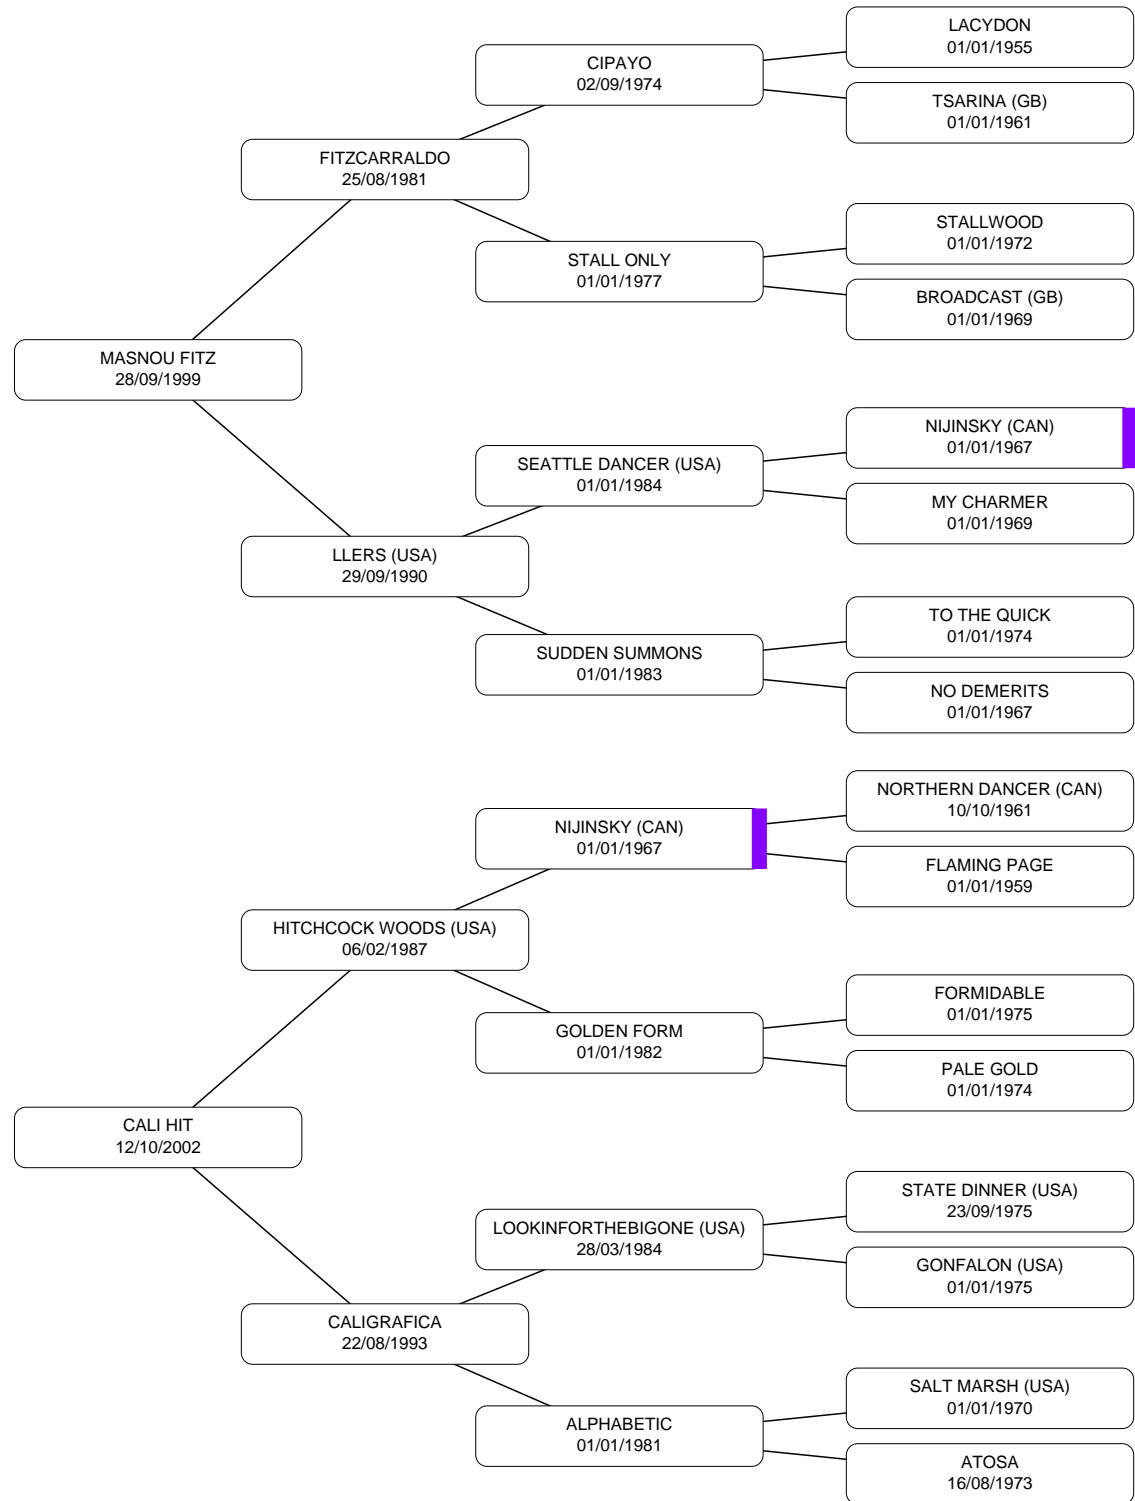 LACYDON
01/01/1955
CIPAYO
02/09/1974
TSARINA (GB)
01/01/1961
FITZCARRALDO
25/08/1981
STALLWOOD
01/01/1972
STALL ONLY
01/01/1977
BROADCAST (GB)
01/01/1969
MASNOU FITZ
28/09/1999
NIJINSKY (CAN)
01/01/1967
SEATTLE DANCER (USA)
01/01/1984
MY CHARMER
01/01/1969
LLERS (USA)
29/09/1990
TO THE QUICK
01/01/1974
SUDDEN SUMMONS
01/01/1983
NO DEMERITS
01/01/1967
NORTHERN DANCER (CAN)
10/10/1961
NIJINSKY (CAN)
01/01/1967
FLAMING PAGE
01/01/1959
HITCHCOCK WOODS (USA)
06/02/1987
FORMIDABLE
01/01/1975
GOLDEN FORM
01/01/1982
PALE GOLD
01/01/1974
CALI HIT
12/10/2002
STATE DINNER (USA)
23/09/1975
LOOKINFORTHEBIGONE (USA)
28/03/1984
GONFALON (USA)
01/01/1975
CALIGRAFICA
22/08/1993
SALT MARSH (USA)
01/01/1970
ALPHABETIC
01/01/1981
ATOSA
16/08/1973